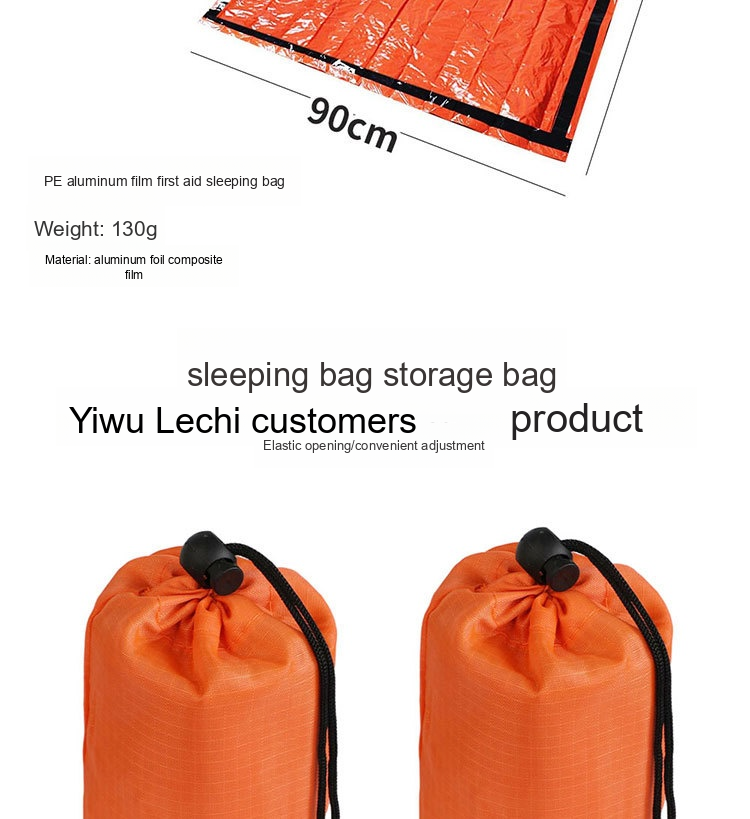 90cm
PE aluminum film first aid sleeping bag
Weight: 130g
Material: aluminum foil composite
film
sleeping bag storage bag
Yiwu Lechi customers product
Elastic opening/convenient adjustment